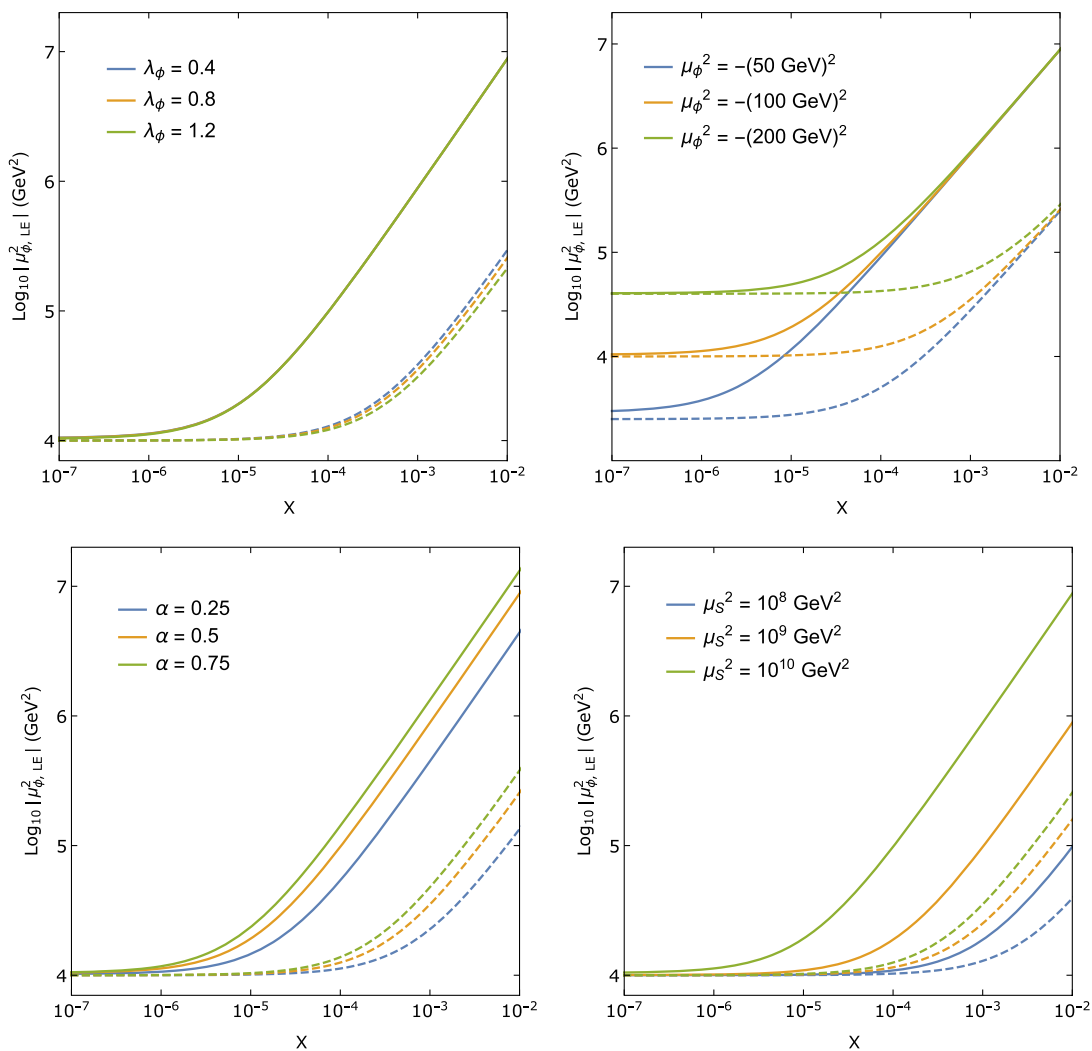 λϕ = 0.4
λϕ = 0.8
λϕ = 1.2
Log₁₀ | μ²ϕ, LE | (GeV²)
7
6
5
4
10⁻⁷ 10⁻⁶ 10⁻⁵ 10⁻⁴ 10⁻³ 10⁻²
X
μϕ² = −(50 GeV)²
μϕ² = −(100 GeV)²
μϕ² = −(200 GeV)²
Log₁₀ | μ²ϕ, LE | (GeV²)
7
6
5
4
10⁻⁷ 10⁻⁶ 10⁻⁵ 10⁻⁴ 10⁻³ 10⁻²
X
α = 0.25
α = 0.5
α = 0.75
Log₁₀ | μ²ϕ, LE | (GeV²)
7
6
5
4
10⁻⁷ 10⁻⁶ 10⁻⁵ 10⁻⁴ 10⁻³ 10⁻²
X
μS² = 10⁸ GeV²
μS² = 10⁹ GeV²
μS² = 10¹⁰ GeV²
Log₁₀ | μ²ϕ, LE | (GeV²)
7
6
5
4
10⁻⁷ 10⁻⁶ 10⁻⁵ 10⁻⁴ 10⁻³ 10⁻²
X